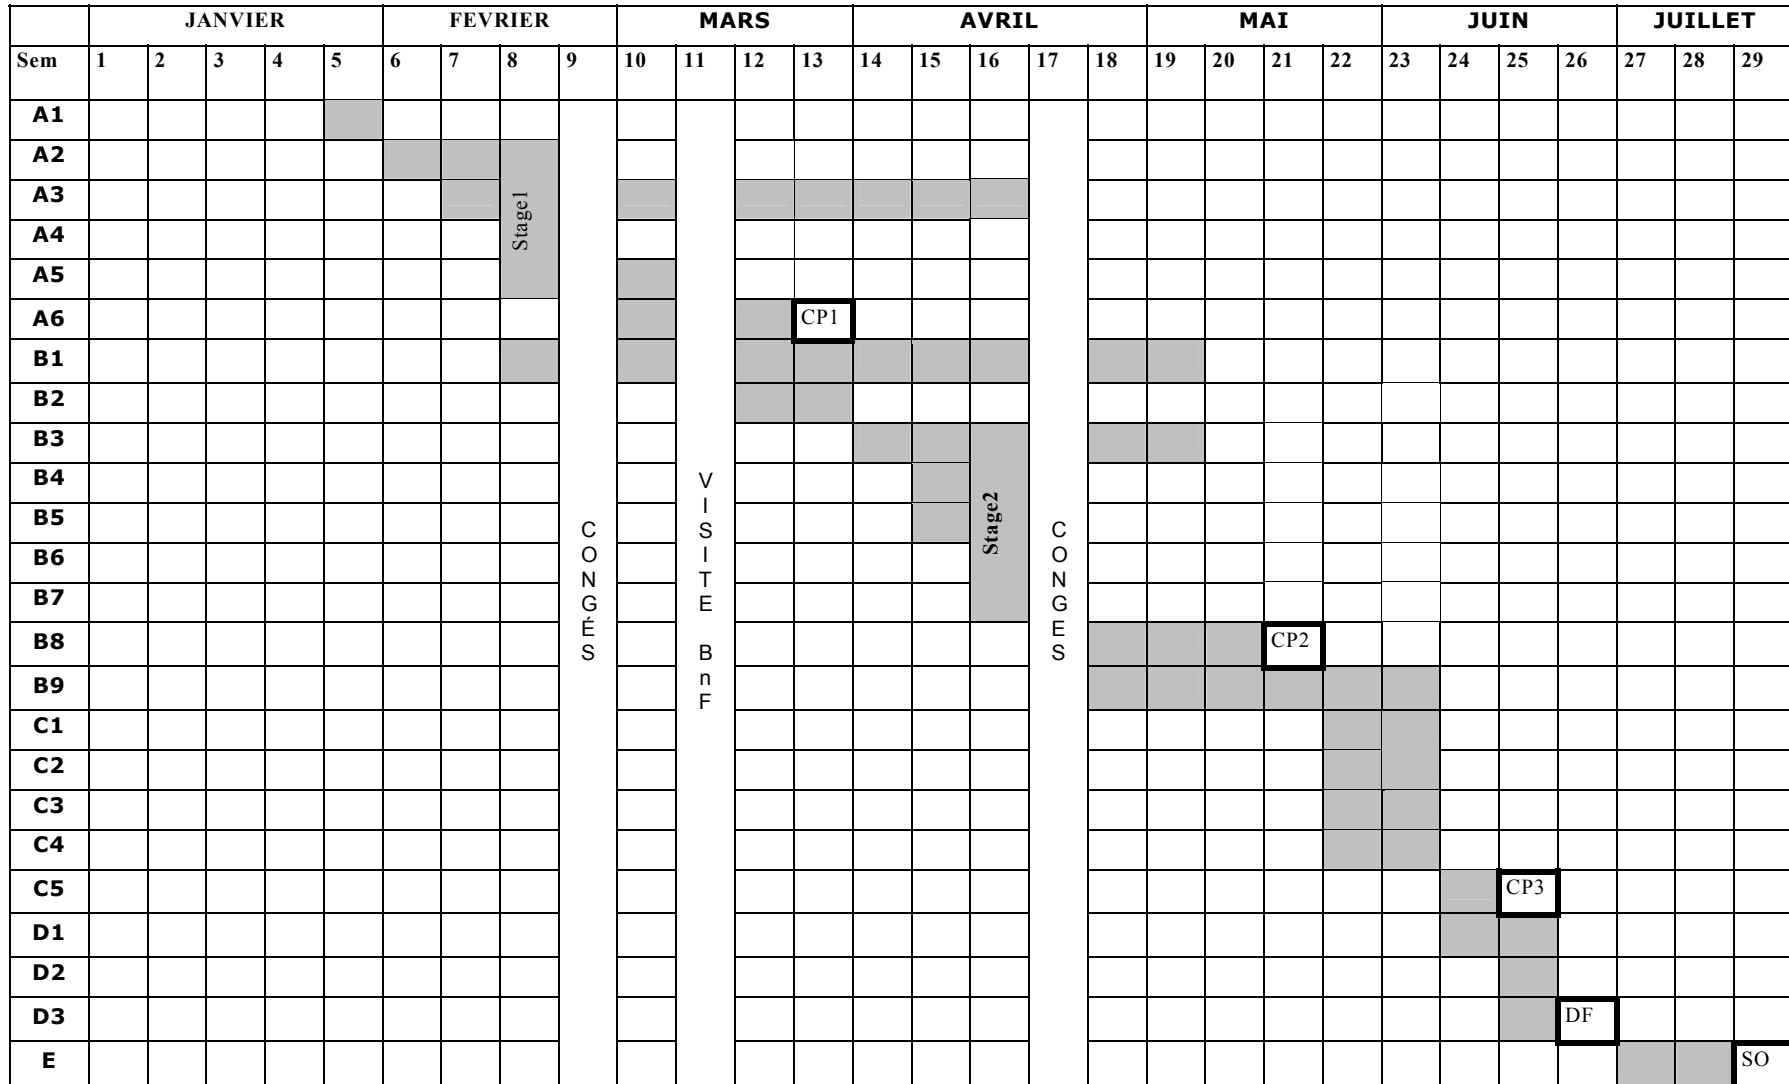 JANVIER FEVRIER MARS AVRIL MAI JUIN JUILLET
Sem 1 2 3 4 5 6 7 8 9 10 11 12 13 14 15 16 17 18 19 20 21 22 23 24 25 26 27 28 29
A1
A2
A3
A4
A5
Stage1
A6 CP1
B1
B2
B3
B4
B5
B6
B7
Stage2
B8 CP2
B9
CONGÉS
VISITE BnF
CONGES
C1
C2
C3
C4
C5 CP3
D1
D2
D3 DF
E SO